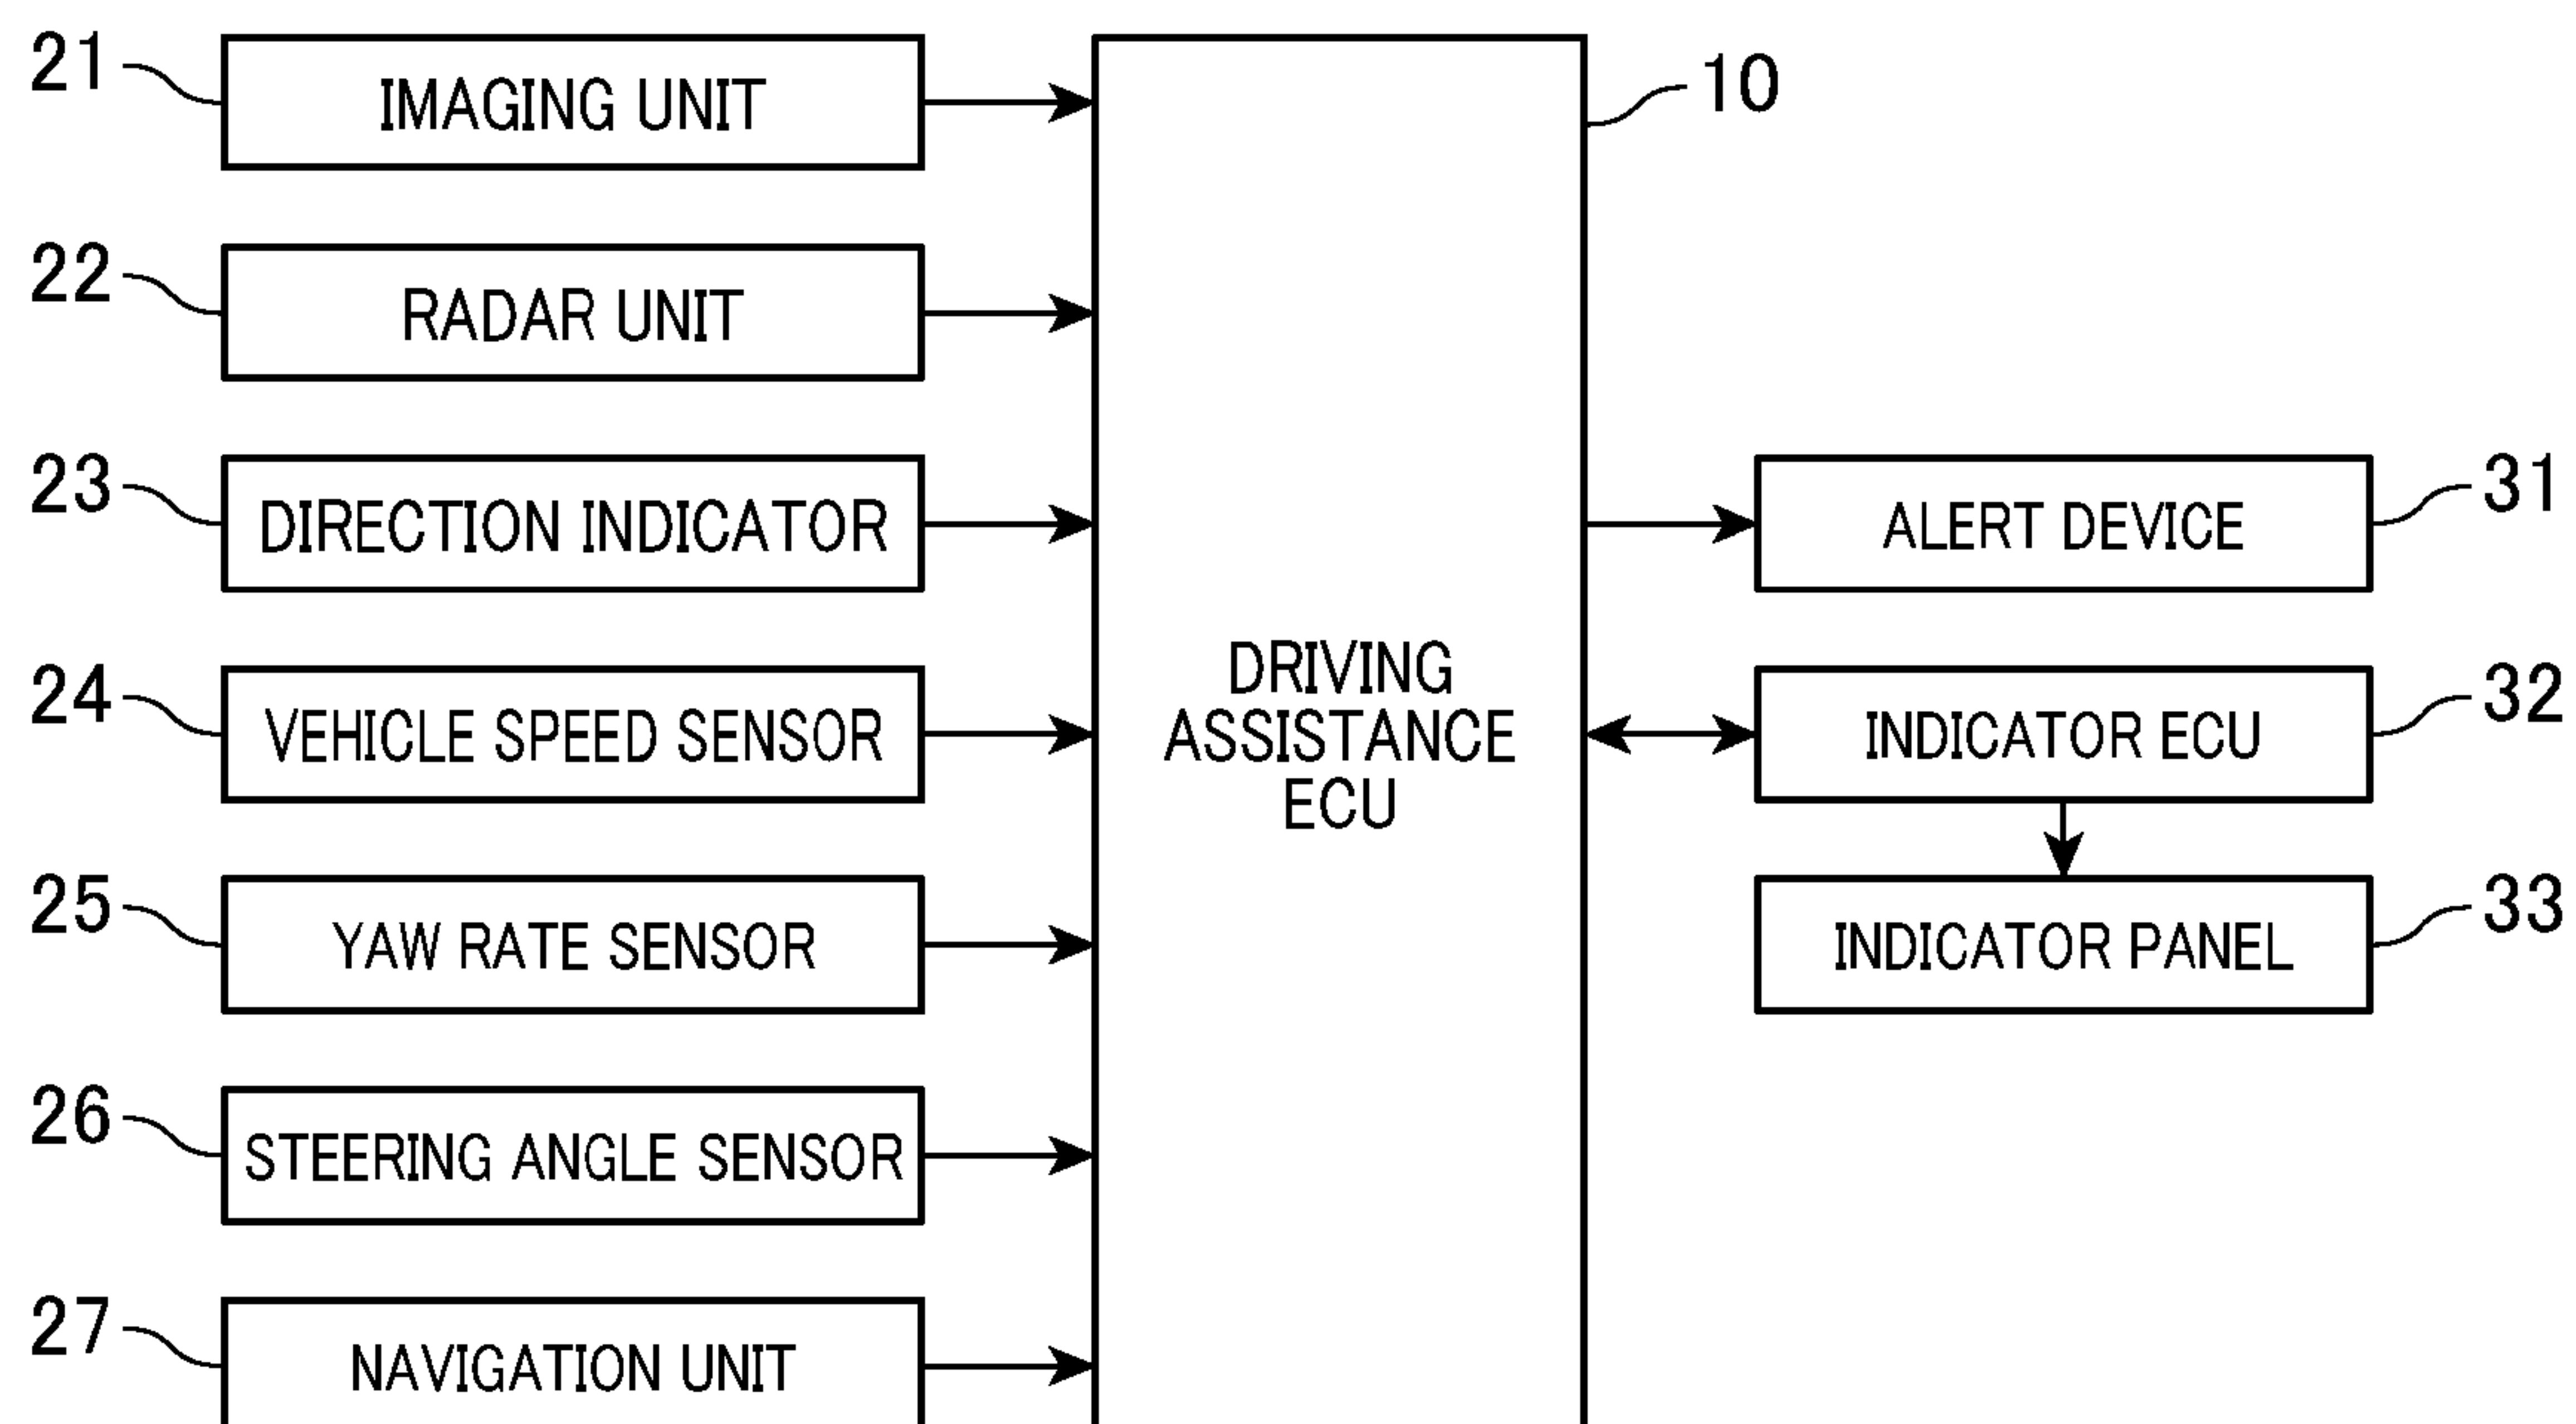 21
IMAGING UNIT
10
22
RADAR UNIT
23
DIRECTION INDICATOR
ALERT DEVICE
31
24
VEHICLE SPEED SENSOR
DRIVING
ASSISTANCE
ECU
INDICATOR ECU
32
25
YAW RATE SENSOR
INDICATOR PANEL
33
26
STEERING ANGLE SENSOR
27
NAVIGATION UNIT